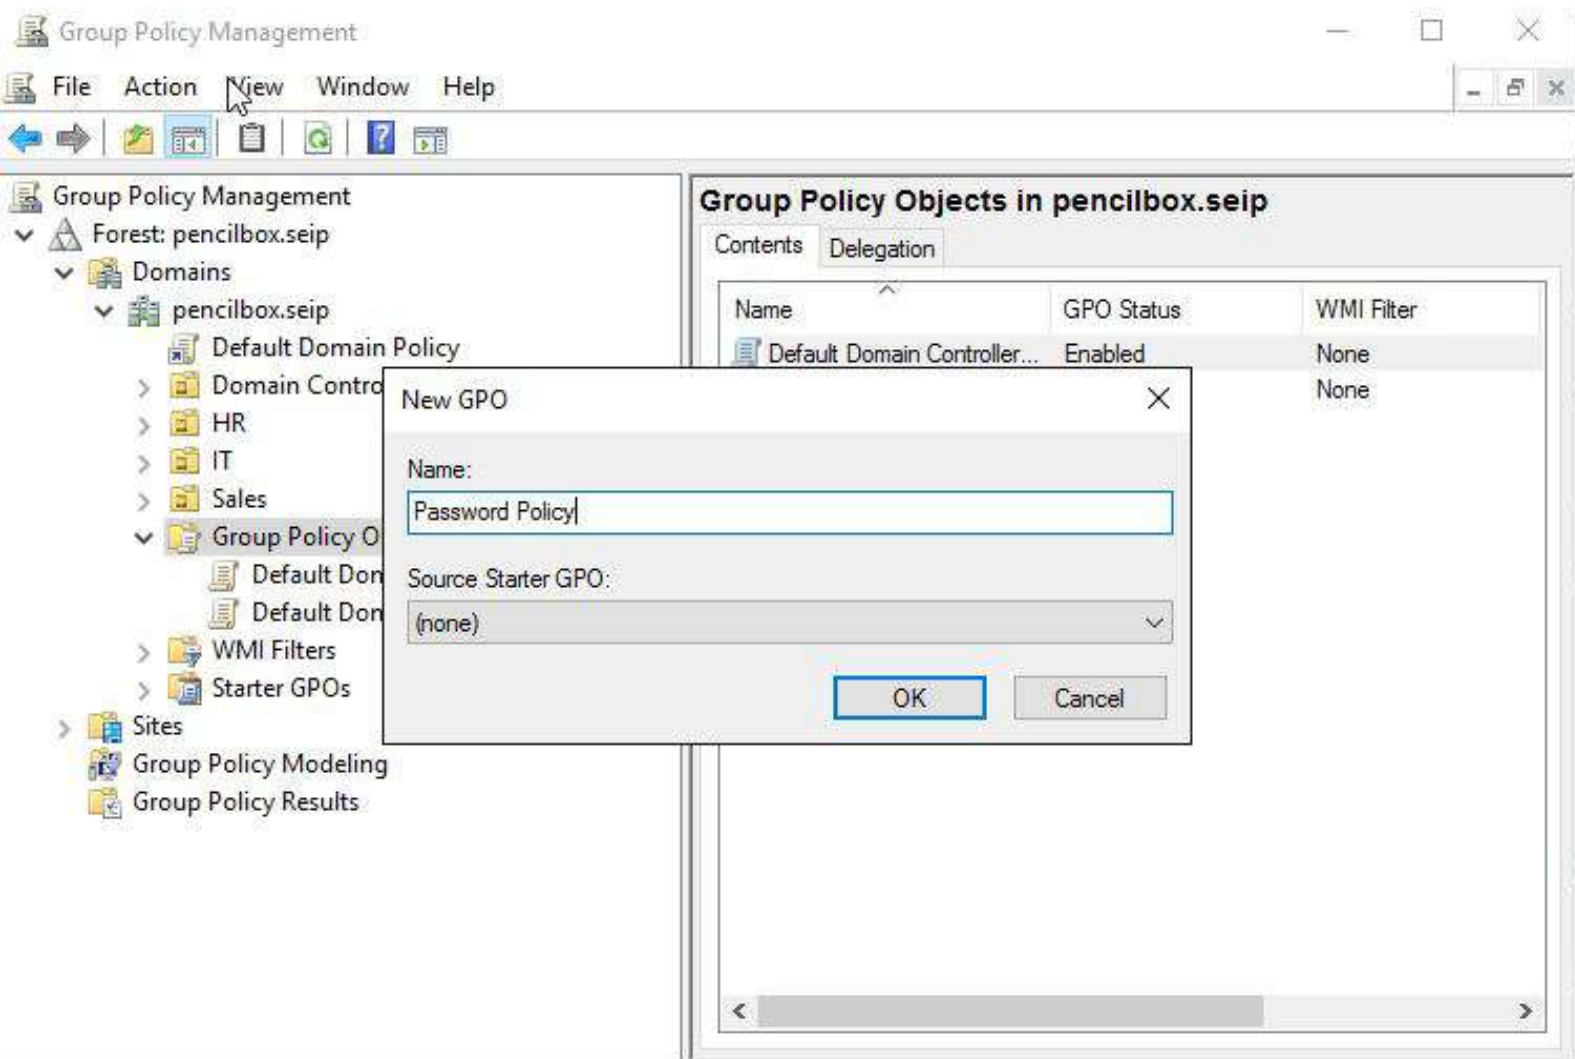 Group Policy Management
File Action View Window Help
Group Policy Management
Forest: pencilbox.seip
Domains
pencilbox.seip
Default Domain Policy
Domain Contro
HR
IT
Sales
Group Policy O
Default Don
Default Don
WMI Filters
Starter GPOs
Sites
Group Policy Modeling
Group Policy Results
Group Policy Objects in pencilbox.seip
Contents Delegation
Name GPO Status WMI Filter
Default Domain Controller... Enabled None
None
New GPO
Name:
Password Policy
Source Starter GPO:
(none)
OK Cancel